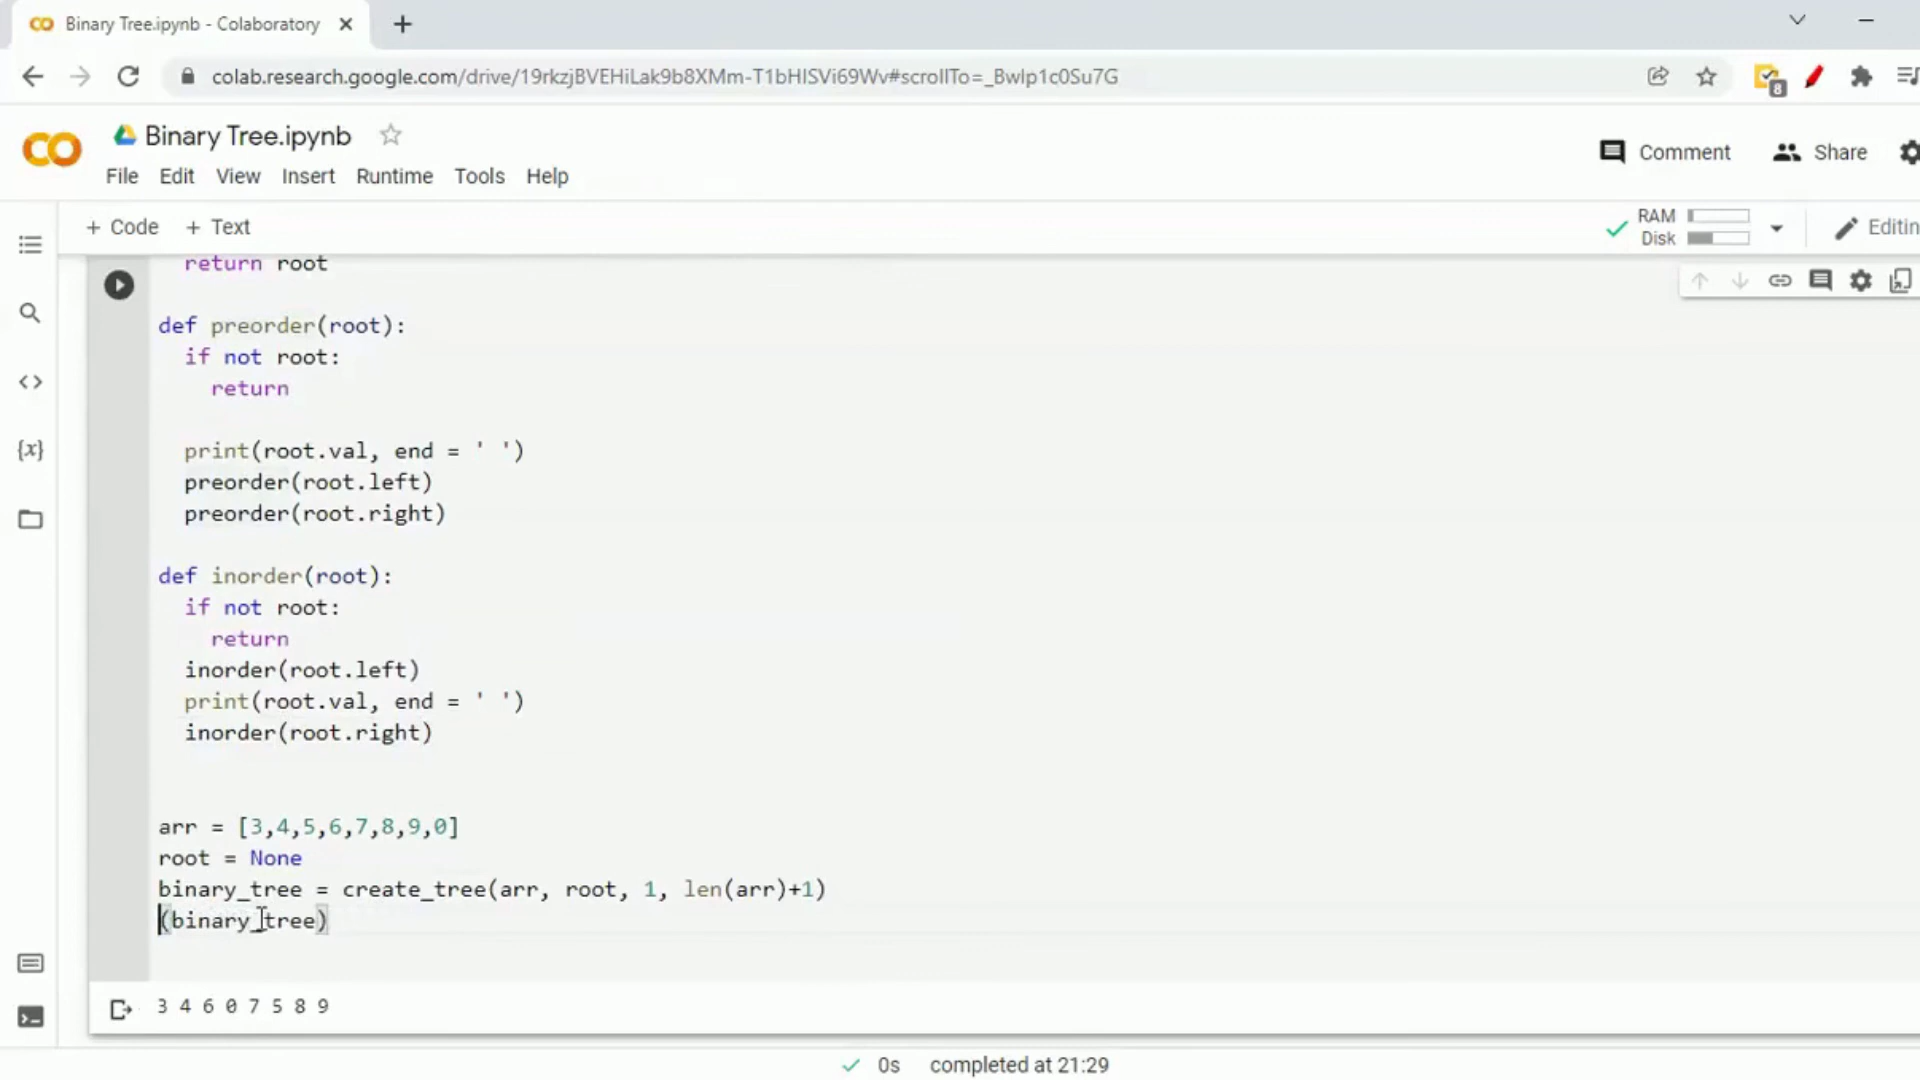 Binary Tree.ipynb - Colaboratory
colab.research.google.com/drive/19rkzjBVEHiLak9b8XMm-T1bHISVi69Wv#scrollTo=_BwIp1c0Su7G
8
Binary Tree.ipynb
Comment
Share
File Edit View Insert Runtime Tools Help
+ Code + Text
RAM
Disk
Editin
return root
def preorder(root):
if not root:
return
print(root.val, end = ' ')
preorder(root.left)
preorder(root.right)
{x}
def inorder(root):
if not root:
return
inorder(root.left)
print(root.val, end = ' ')
inorder(root.right)
arr = [3,4,5,6,7,8,9,0]
root = None
binary_tree = create_tree(arr, root, 1, len(arr)+1)
(binary_tree)
3 4 6 0 7 5 8 9
0s completed at 21:29